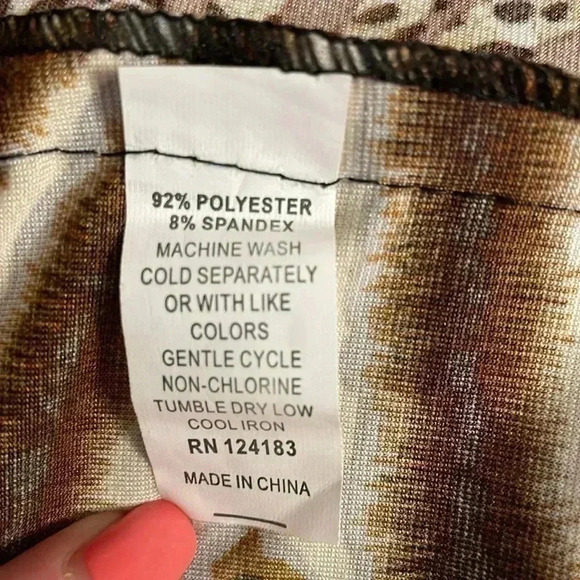 92% POLYESTER
8% SPANDEX
MACHINE WASH
COLD SEPARATELY
OR WITH LIKE
COLORS
GENTLE CYCLE
NON-CHLORINE
TUMBLE DRY LOW
COOL IRON
RN 124183
MADE IN CHINA